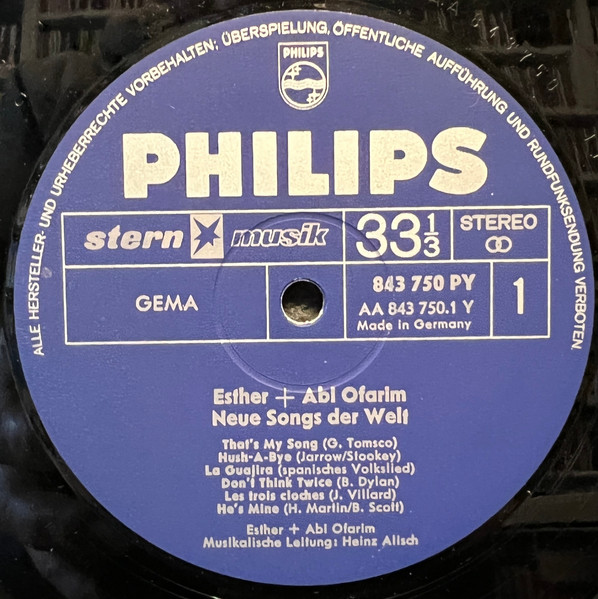 ALLE HERSTELLER- UND URHEBERRECHTE VORBEHALTEN; ÜBERSPIELUNG, ÖFFENTLICHE AUFFÜHRUNG UND RUNDFUNKSENDUNG VERBOTEN
PHILIPS
PHILIPS
stern musik
33 1/3
STEREO
GEMA
843 750 PY
AA 843 750.1 Y
Made in Germany
1
Esther + Abi Ofarim
Neue Songs der Welt
That's My Song (G. Tomsco)
Hush-A-Bye (Jarrow/Stookey)
La Guajira (spanisches Volkslied)
Don't Think Twice (B. Dylan)
Les trois cloches (J. Villard)
He's Mine (H. Martin/B. Scott)
Esther + Abi Ofarim
Musikalische Leitung: Heinz Alisch